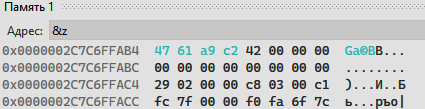 Память 1
Адрес: &z
0x0000002C7C6FFAB4 47 61 a9 c2 42 00 00 00 Ga©ВB...
0x0000002C7C6FFABC 00 00 00 00 00 00 00 00 ........
0x0000002C7C6FFAC4 29 02 00 00 c8 03 00 c1 )...И..Б
0x0000002C7C6FFACC fc 7f 00 00 f0 fa 6f 7c ь...ръo|